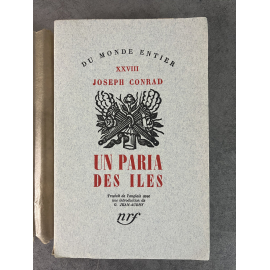 DU MONDE ENTIER
XXVIII
JOSEPH CONRAD
UN PARIA
DES ILES
Traduit de l'anglais avec
une introduction de
G. JEAN-AUBRY
nrf